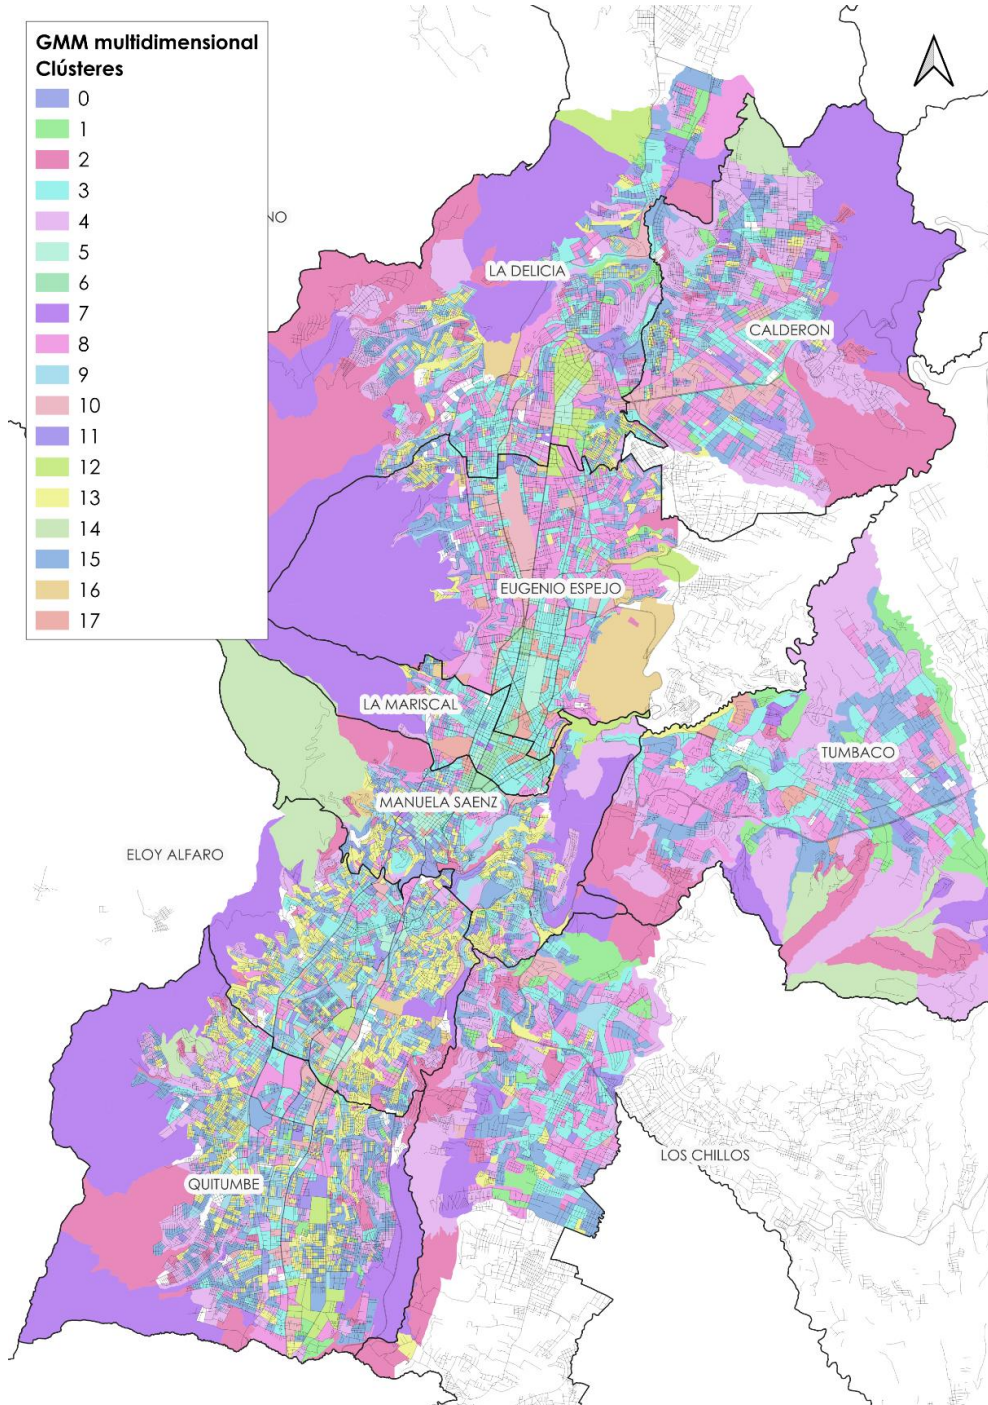 GMM multidimensional
Clústeres
0
1
2
3
4
5
6
7
8
9
10
11
12
13
14
15
16
17
NO
LA DELICIA
CALDERON
EUGENIO ESPEJO
LA MARISCAL
TUMBACO
MANUELA SAENZ
ELOY ALFARO
LOS CHILLOS
QUITUMBE